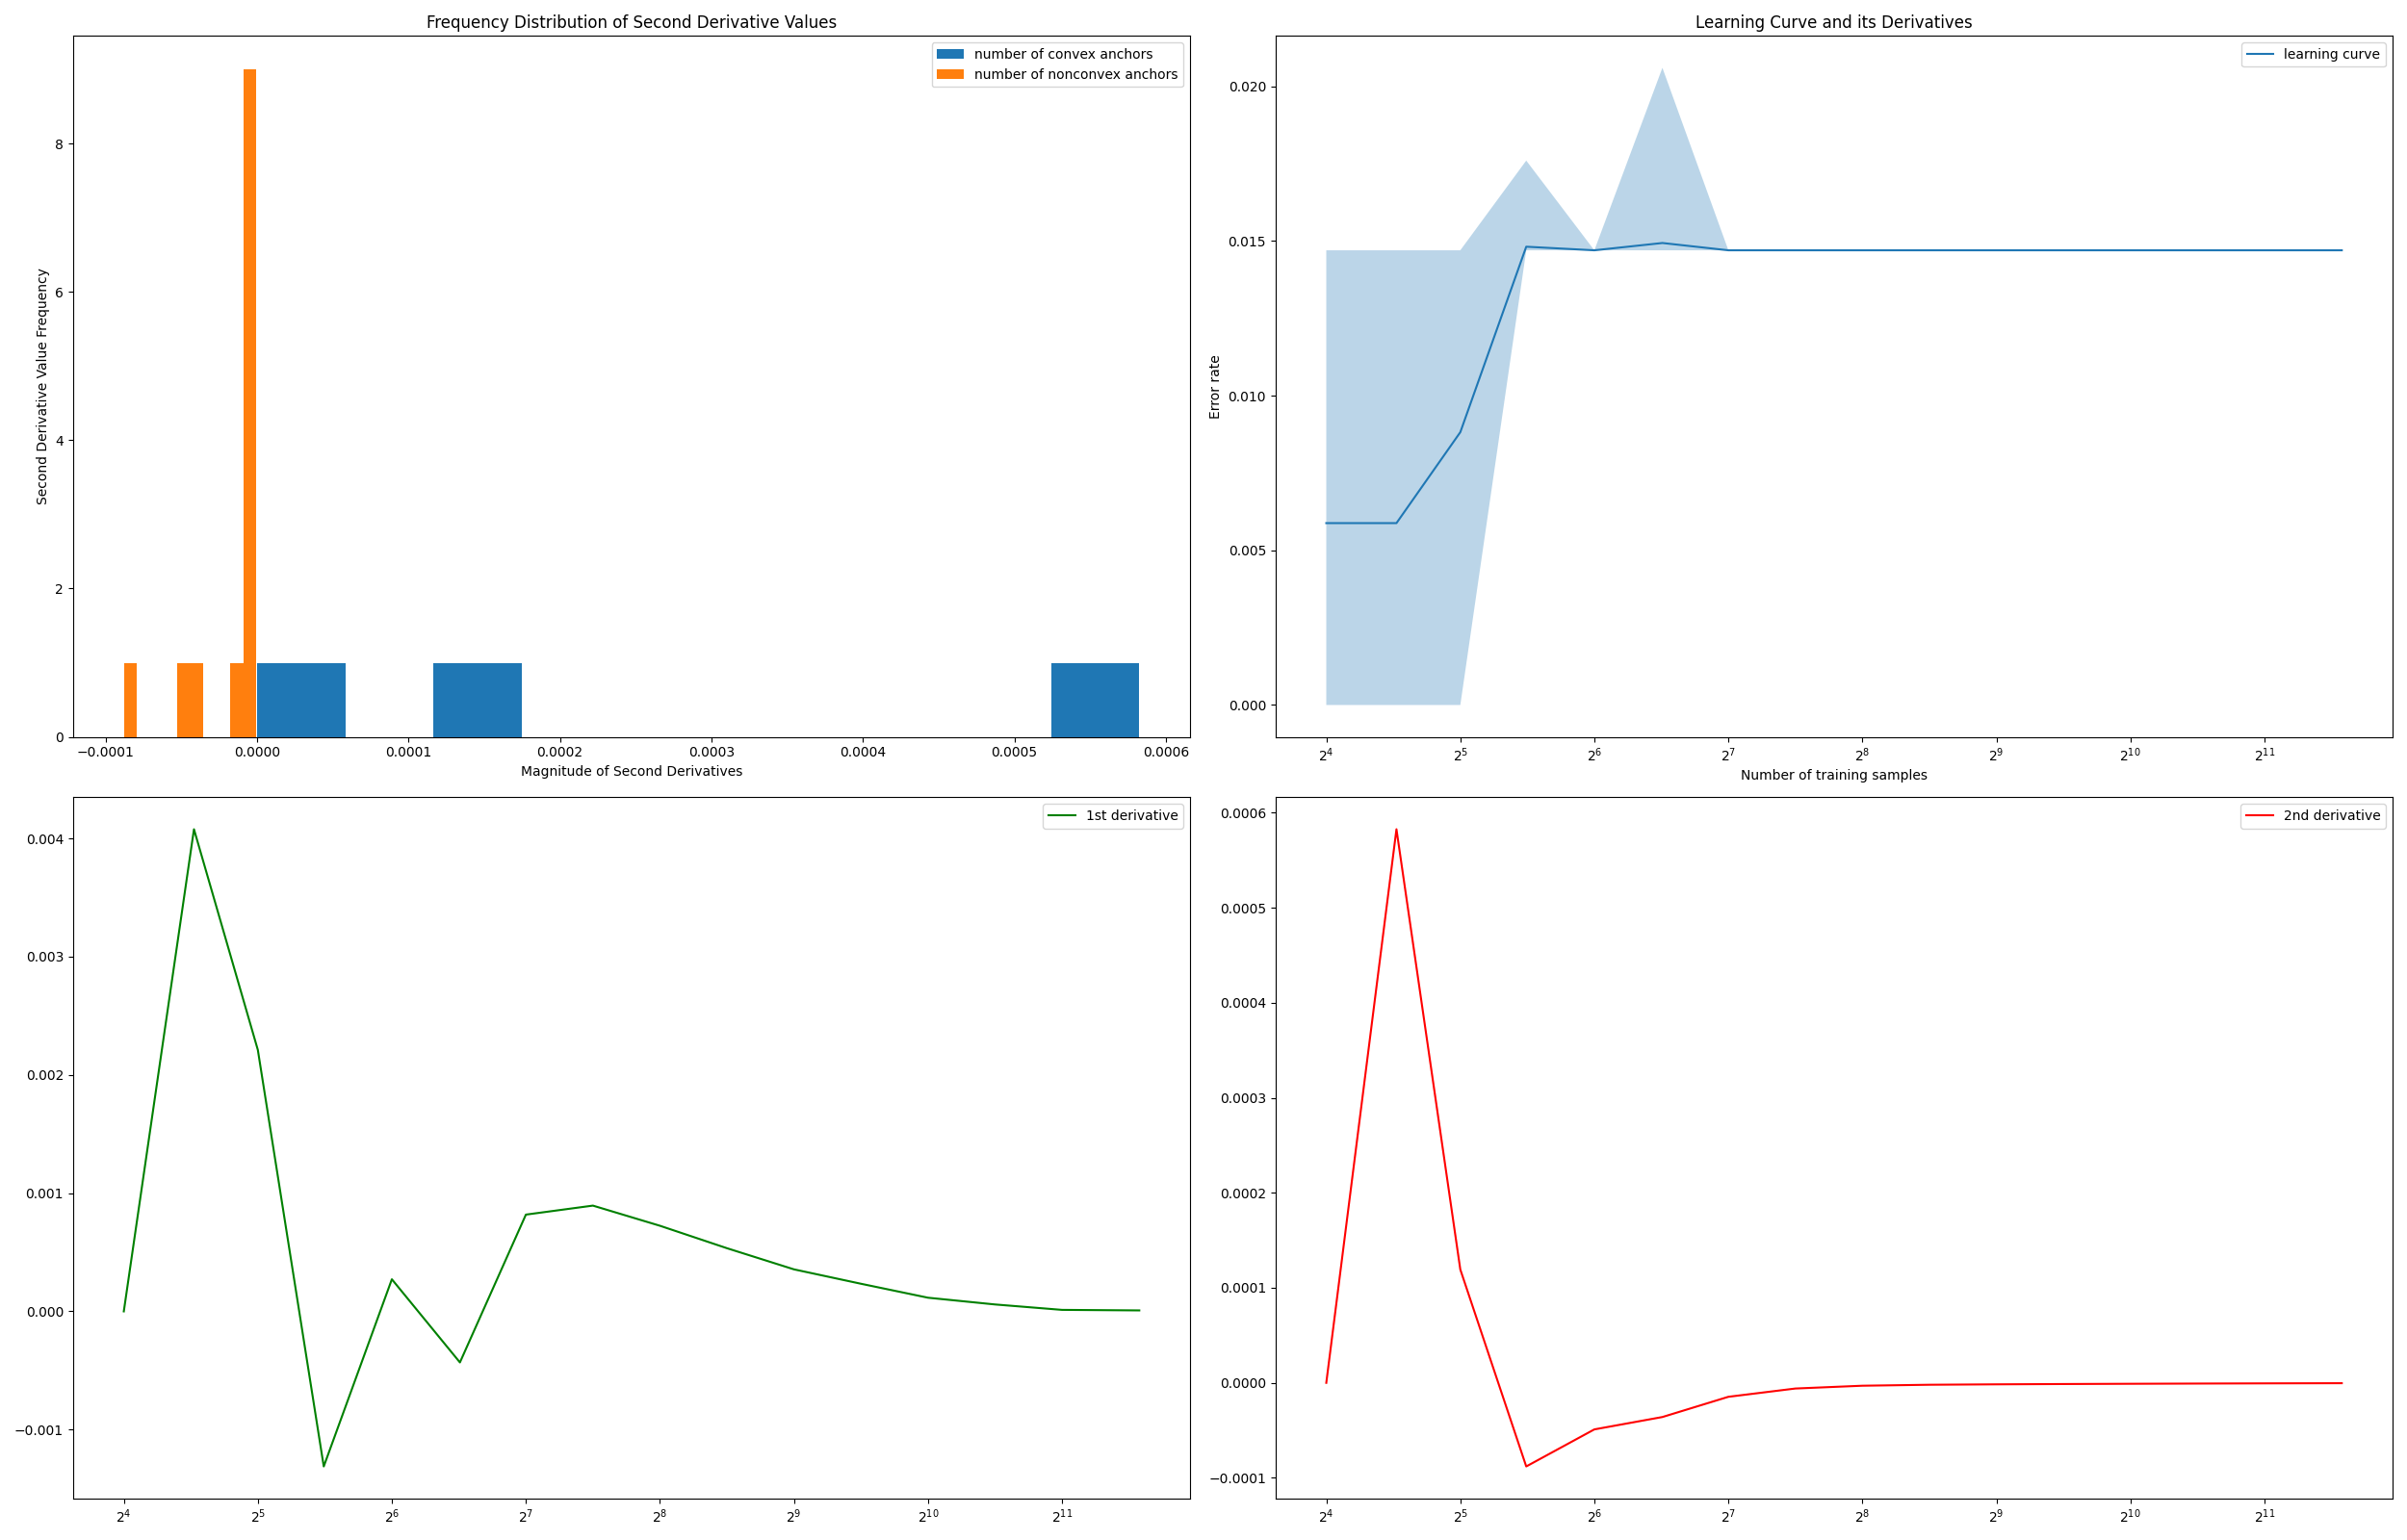 Frequency Distribution of Second Derivative Values
number of convex anchors
number of nonconvex anchors
Second Derivative Value Frequency
8
6
4
2
0
−0.0001 0.0000 0.0001 0.0002 0.0003 0.0004 0.0005 0.0006
Magnitude of Second Derivatives
Learning Curve and its Derivatives
learning curve
Error rate
0.020
0.015
0.010
0.005
0.000
2^4 2^5 2^6 2^7 2^8 2^9 2^10 2^11
Number of training samples
1st derivative
0.004
0.003
0.002
0.001
0.000
−0.001
2^4 2^5 2^6 2^7 2^8 2^9 2^10 2^11
2nd derivative
0.0006
0.0005
0.0004
0.0003
0.0002
0.0001
0.0000
−0.0001
2^4 2^5 2^6 2^7 2^8 2^9 2^10 2^11